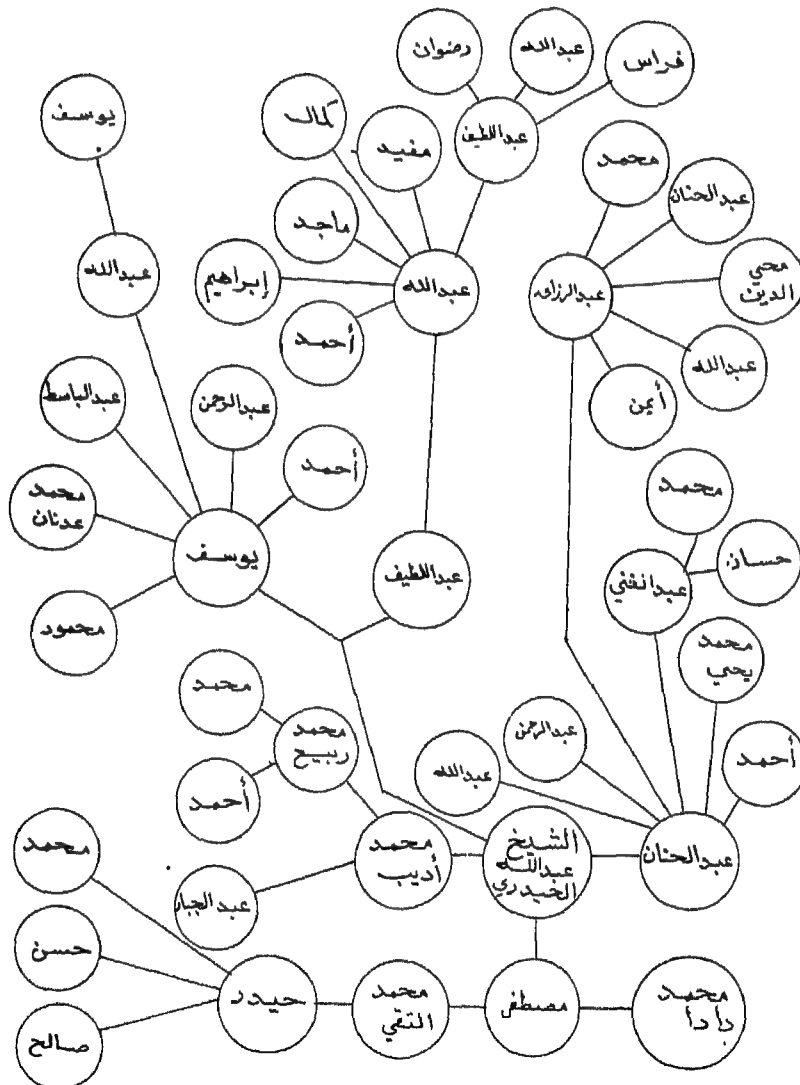 فراس
عبدالله
رضوان
عبداللطيف
كمال
مفيد
ماجد
إبراهيم
أحمد
عبدالله
يوسف
عبدالله
محمد
عبدالحنان
محي
الدين
عبدالرزاق
عبدالله
أيمن
عبدالباسط
عبدالرحمن
أحمد
محمد
عدنان
يوسف
محمود
عبداللطيف
محمد
حسان
عبدالغني
محمد
يحي
أحمد
عبدالرحمن
عبدالله
عبدالحنان
محمد
محمد
ربيع
أحمد
محمد
أديب
عبدالجبار
الشيخ
عبدالله
الحيدري
محمد
حسن
صالح
حيدر
محمد
التقي
مصطفى
محمد